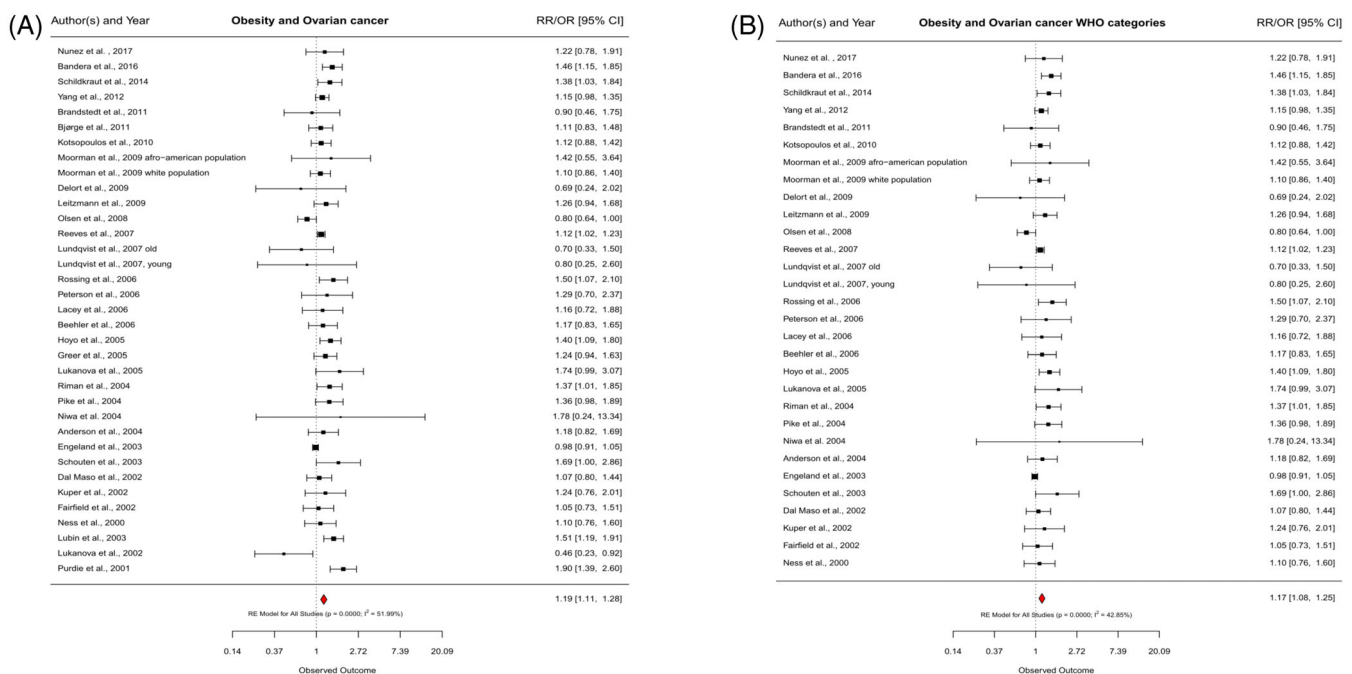 (A)
Author(s) and Year Obesity and Ovarian cancer RR/OR [95% CI]
Nunez et al. , 2017 1.22 [0.78, 1.91]
Bandera et al., 2016 1.46 [1.15, 1.85]
Schildkraut et al., 2014 1.38 [1.03, 1.84]
Yang et al., 2012 1.15 [0.98, 1.35]
Brandstedt et al., 2011 0.90 [0.46, 1.75]
Bjørge et al., 2011 1.11 [0.83, 1.48]
Kotsopoulos et al., 2010 1.12 [0.88, 1.42]
Moorman et al., 2009 afro-american population 1.42 [0.55, 3.64]
Moorman et al., 2009 white population 1.10 [0.86, 1.40]
Delort et al., 2009 0.69 [0.24, 2.02]
Leitzmann et al., 2009 1.26 [0.94, 1.68]
Olsen et al., 2008 0.80 [0.64, 1.00]
Reeves et al., 2007 1.12 [1.02, 1.23]
Lundqvist et al., 2007 old 0.70 [0.33, 1.50]
Lundqvist et al., 2007, young 0.80 [0.25, 2.60]
Rossing et al., 2006 1.50 [1.07, 2.10]
Peterson et al., 2006 1.29 [0.70, 2.37]
Lacey et al., 2006 1.16 [0.72, 1.88]
Beehler et al., 2006 1.17 [0.83, 1.65]
Hoyo et al., 2005 1.40 [1.09, 1.80]
Greer et al., 2005 1.24 [0.94, 1.63]
Lukanova et al., 2005 1.74 [0.99, 3.07]
Riman et al., 2004 1.37 [1.01, 1.85]
Pike et al., 2004 1.36 [0.98, 1.89]
Niwa et al. 2004 1.78 [0.24, 13.34]
Anderson et al., 2004 1.18 [0.82, 1.69]
Engeland et al., 2003 0.98 [0.91, 1.05]
Schouten et al., 2003 1.69 [1.00, 2.86]
Dal Maso et al., 2002 1.07 [0.80, 1.44]
Kuper et al., 2002 1.24 [0.76, 2.01]
Fairfield et al., 2002 1.05 [0.73, 1.51]
Ness et al., 2000 1.10 [0.76, 1.60]
Lubin et al., 2003 1.51 [1.19, 1.91]
Lukanova et al., 2002 0.46 [0.23, 0.92]
Purdie et al., 2001 1.90 [1.39, 2.60]
1.19 [1.11, 1.28]
RE Model for All Studies (p = 0.0000; I² = 51.99%)
0.14 0.37 1 2.72 7.39 20.09
Observed Outcome
(B)
Author(s) and Year Obesity and Ovarian cancer WHO categories RR/OR [95% CI]
Nunez et al. , 2017 1.22 [0.78, 1.91]
Bandera et al., 2016 1.46 [1.15, 1.85]
Schildkraut et al., 2014 1.38 [1.03, 1.84]
Yang et al., 2012 1.15 [0.98, 1.35]
Brandstedt et al., 2011 0.90 [0.46, 1.75]
Kotsopoulos et al., 2010 1.12 [0.88, 1.42]
Moorman et al., 2009 afro-american population 1.42 [0.55, 3.64]
Moorman et al., 2009 white population 1.10 [0.86, 1.40]
Delort et al., 2009 0.69 [0.24, 2.02]
Leitzmann et al., 2009 1.26 [0.94, 1.68]
Olsen et al., 2008 0.80 [0.64, 1.00]
Reeves et al., 2007 1.12 [1.02, 1.23]
Lundqvist et al., 2007 old 0.70 [0.33, 1.50]
Lundqvist et al., 2007, young 0.80 [0.25, 2.60]
Rossing et al., 2006 1.50 [1.07, 2.10]
Peterson et al., 2006 1.29 [0.70, 2.37]
Lacey et al., 2006 1.16 [0.72, 1.88]
Beehler et al., 2006 1.17 [0.83, 1.65]
Hoyo et al., 2005 1.40 [1.09, 1.80]
Lukanova et al., 2005 1.74 [0.99, 3.07]
Riman et al., 2004 1.37 [1.01, 1.85]
Pike et al., 2004 1.36 [0.98, 1.89]
Niwa et al. 2004 1.78 [0.24, 13.34]
Anderson et al., 2004 1.18 [0.82, 1.69]
Engeland et al., 2003 0.98 [0.91, 1.05]
Schouten et al., 2003 1.69 [1.00, 2.86]
Dal Maso et al., 2002 1.07 [0.80, 1.44]
Kuper et al., 2002 1.24 [0.76, 2.01]
Fairfield et al., 2002 1.05 [0.73, 1.51]
Ness et al., 2000 1.10 [0.76, 1.60]
1.17 [1.08, 1.25]
RE Model for All Studies (p = 0.0000; I² = 42.85%)
0.14 0.37 1 2.72 7.39 20.09
Observed Outcome